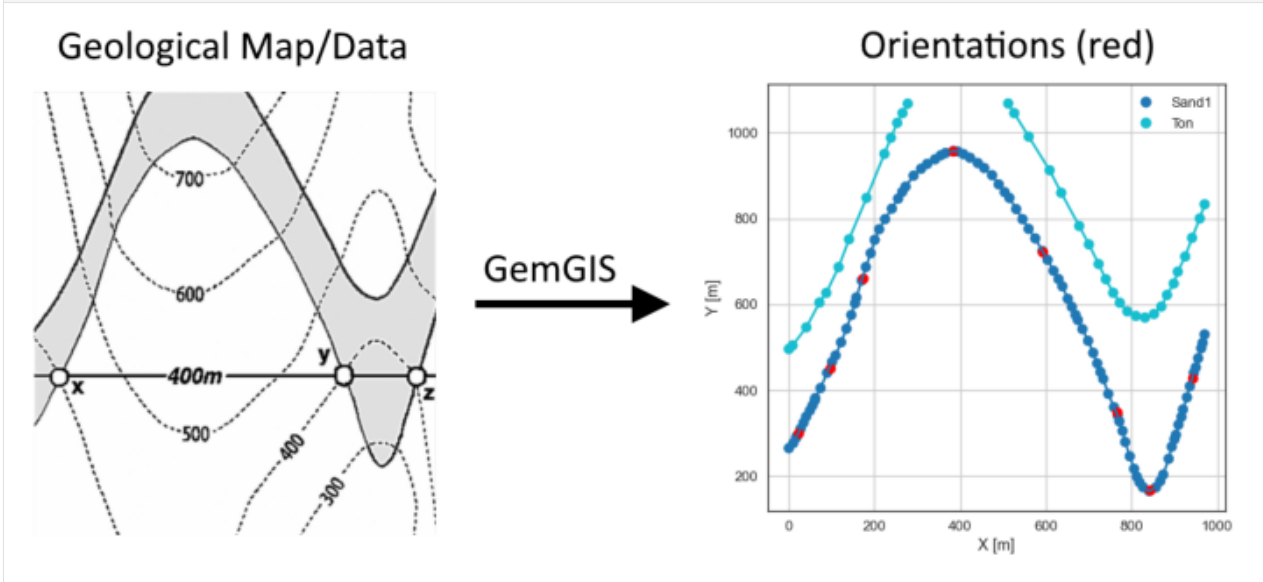 Geological Map/Data
700
600
y
400m
x
z
500
400
300
GemGIS
Orientations (red)
Sand1
Ton
1000
800
600
400
200
Y [m]
0 200 400 600 800 1000
X [m]